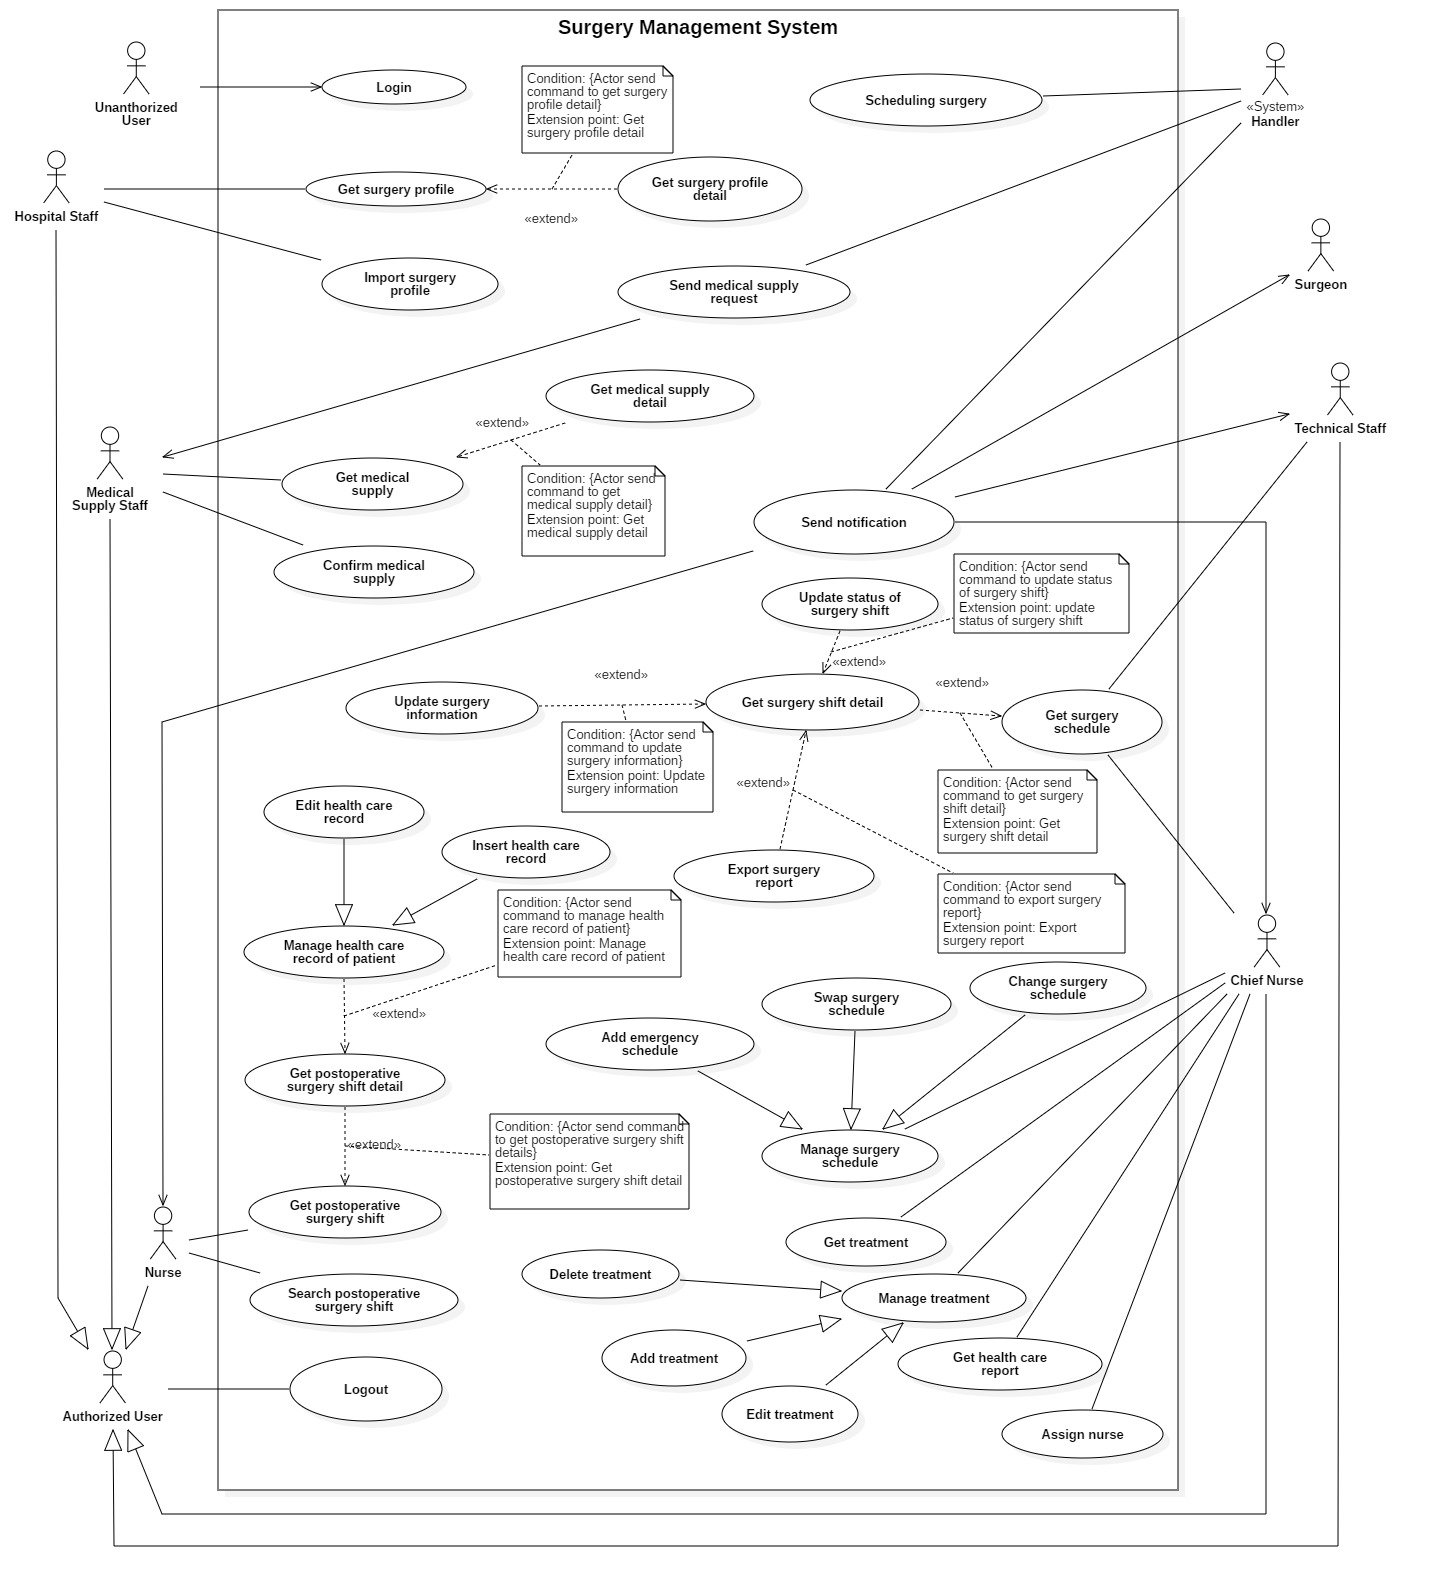 Surgery Management System
Unanthorized
User
Login
Condition: {Actor send
command to get surgery
profile detail}
Extension point: Get
surgery profile detail
Scheduling surgery
«System»
Handler
Hospital Staff
Get surgery profile
«extend»
Get surgery profile
detail
Import surgery
profile
Send medical supply
request
Surgeon
Get medical supply
detail
«extend»
Technical Staff
Medical
Supply Staff
Get medical
supply
Condition: {Actor send
command to get
medical supply detail}
Extension point: Get
medical supply detail
Send notification
Confirm medical
supply
Update status of
surgery shift
Condition: {Actor send
command to update status
of surgery shift}
Extension point: update
status of surgery shift
«extend»
«extend»
«extend»
Update surgery
information
Get surgery shift detail
Get surgery
schedule
Condition: {Actor send
command to update
surgery information}
Extension point: Update
surgery information
«extend»
Condition: {Actor send
command to get surgery
shift detail}
Extension point: Get
surgery shift detail
Edit health care
record
Insert health care
record
Export surgery
report
Condition: {Actor send
command to export surgery
report}
Extension point: Export
surgery report
Condition: {Actor send
command to manage health
care record of patient}
Extension point: Manage
health care record of patient
Manage health care
record of patient
Chief Nurse
Swap surgery
schedule
Change surgery
schedule
«extend»
Add emergency
schedule
Get postoperative
surgery shift detail
«extend»
Condition: {Actor send command
to get postoperative surgery shift
details}
Extension point: Get
postoperative surgery shift detail
Manage surgery
schedule
Get postoperative
surgery shift
Nurse
Get treatment
Delete treatment
Manage treatment
Search postoperative
surgery shift
Add treatment
Get health care
report
Logout
Authorized User
Edit treatment
Assign nurse